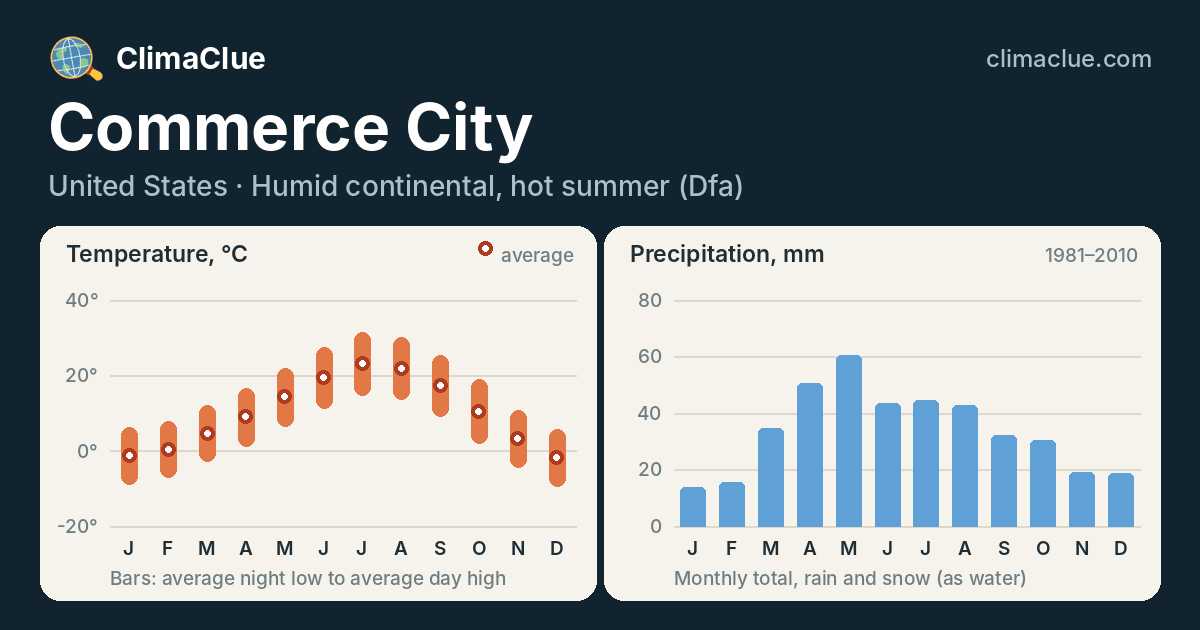 ClimaClue
climaclue.com
Commerce City
United States · Humid continental, hot summer (Dfa)
Temperature, °C
average
40°
20°
0°
-20°
J F M A M J J A S O N D
Bars: average night low to average day high
Precipitation, mm
1981–2010
80
60
40
20
0
J F M A M J J A S O N D
Monthly total, rain and snow (as water)